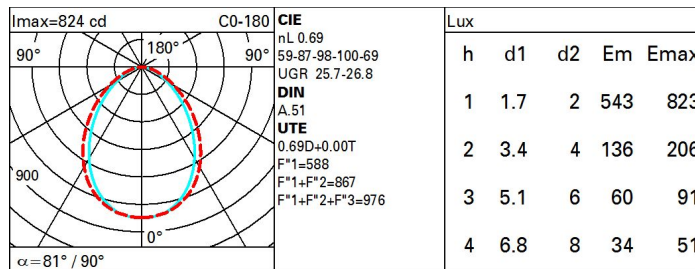 Imax=824 cd C0-180
90° 180° 90°
900
0°
α=81° / 90°
CIE
nL 0.69
59-87-98-100-69
UGR 25.7-26.8
DIN
A.51
UTE
0.69D+0.00T
F"1=588
F"1+F"2=867
F"1+F"2+F"3=976
Lux
h d1 d2 Em Emax
1 1.7 2 543 823
2 3.4 4 136 206
3 5.1 6 60 91
4 6.8 8 34 51